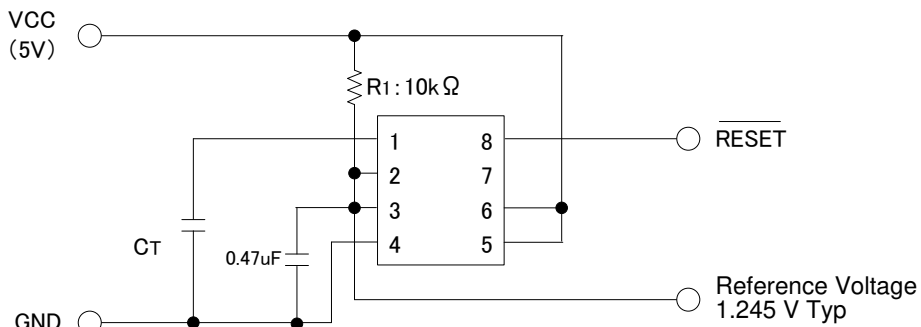 VCC
(5V)
R1 : 10kΩ
1 8
2 7
3 6
4 5
RESET
CT
0.47uF
Reference Voltage
1.245 V Typ
GND